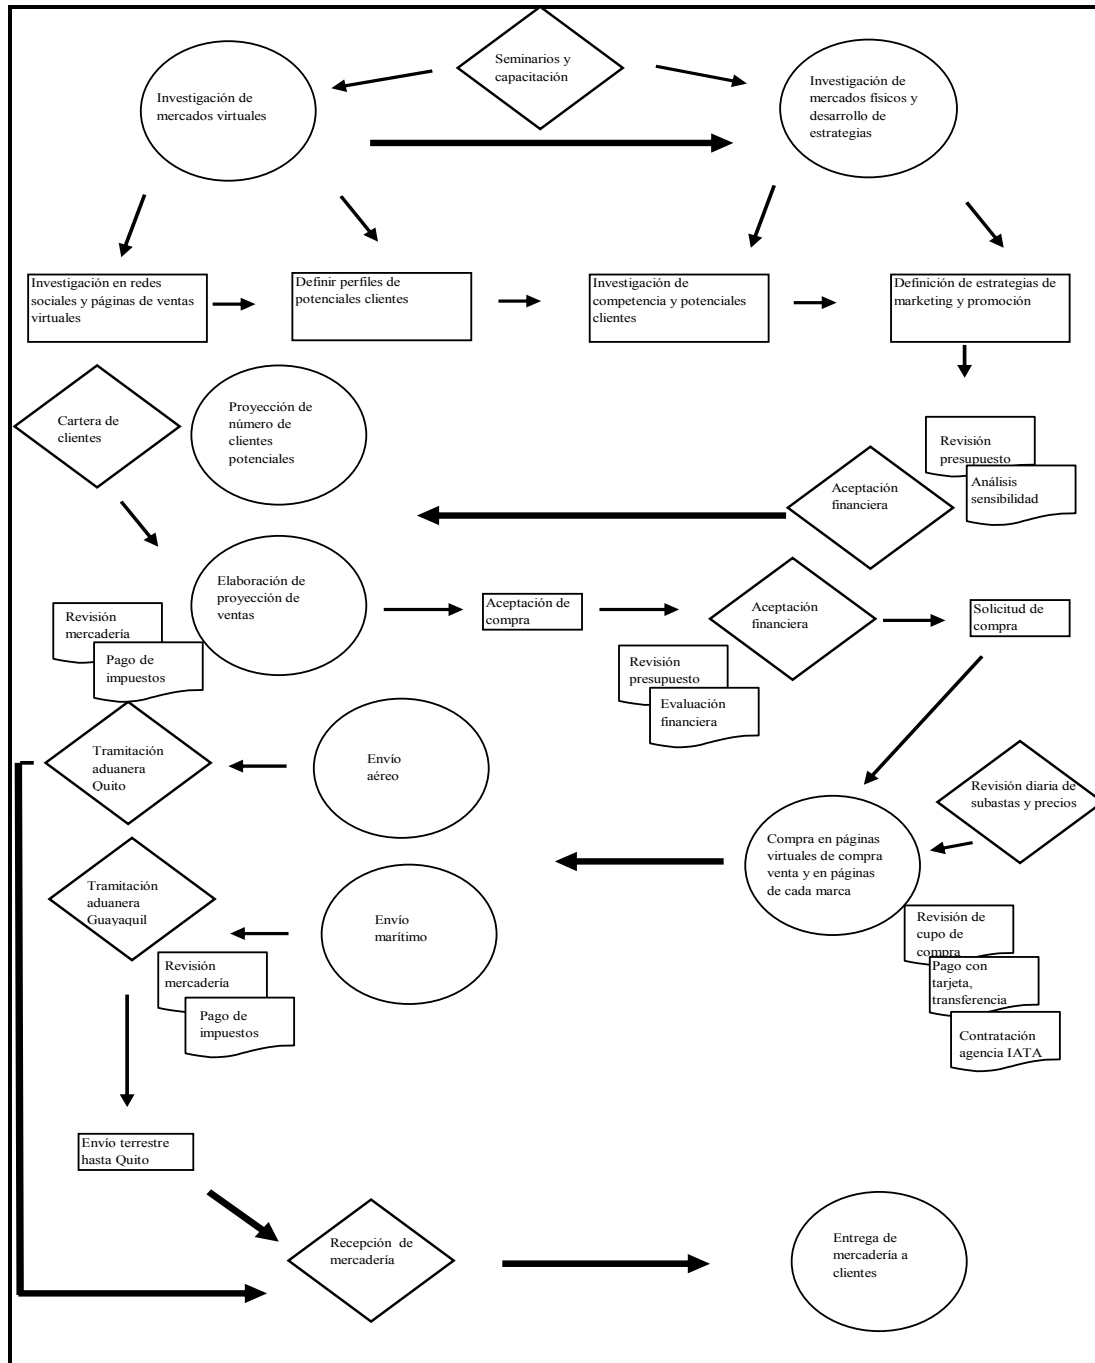 Seminarios y
capacitación
Investigación de
mercados virtuales
Investigación de
mercados físicos y
desarrollo de
estrategias
Investigación en redes
sociales y páginas de ventas
virtuales
Definir perfiles de
potenciales clientes
Investigación de
competencia y potenciales
clientes
Definición de estrategias de
marketing y promoción
Cartera de
clientes
Proyección de
número de
clientes
potenciales
Aceptación
financiera
Revisión
presupuesto
Análisis
sensibilidad
Elaboración de
proyección de
ventas
Aceptación de
compra
Aceptación
financiera
Solicitud de
compra
Revisión
mercadería
Pago de
impuestos
Revisión
presupuesto
Evaluación
financiera
Tramitación
aduanera
Quito
Envío
aéreo
Revisión diaria de
subastas y precios
Compra en páginas
virtuales de compra
venta y en páginas
de cada marca
Tramitación
aduanera
Guayaquil
Envío
marítimo
Revisión de
cupo de
compra
Pago con
tarjeta,
transferencia
Contratación
agencia IATA
Revisión
mercadería
Pago de
impuestos
Envío terrestre
hasta Quito
Recepción de
mercadería
Entrega de
mercadería a
clientes